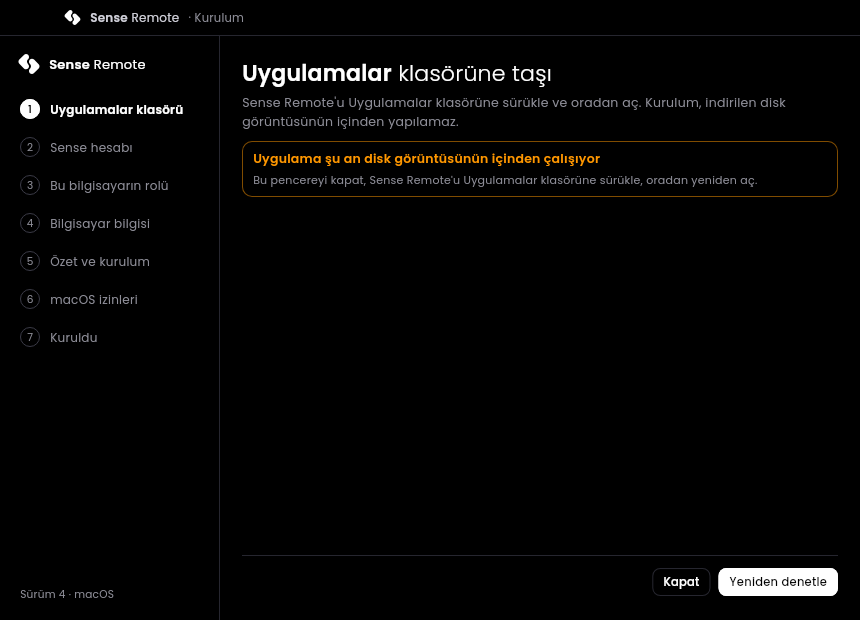 Sense Remote · Kurulum
Sense Remote
1 Uygulamalar klasörü
2 Sense hesabı
3 Bu bilgisayarın rolü
4 Bilgisayar bilgisi
5 Özet ve kurulum
6 macOS izinleri
7 Kuruldu
Sürüm 4 · macOS
Uygulamalar klasörüne taşı
Sense Remote'u Uygulamalar klasörüne sürükle ve oradan aç. Kurulum, indirilen disk
görüntüsünün içinden yapılamaz.
Uygulama şu an disk görüntüsünün içinden çalışıyor
Bu pencereyi kapat, Sense Remote'u Uygulamalar klasörüne sürükle, oradan yeniden aç.
Kapat
Yeniden denetle